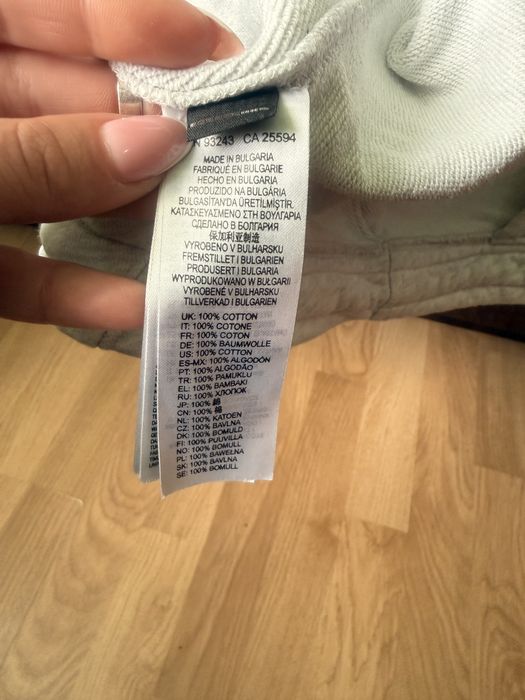 N 93243 CA 25594
MADE IN BULGARIA
FABRIQUÉ EN BULGARIE
HECHO EN BULGARIA
PRODUZIDO NA BULGÁRIA
BULGASİTAN'DA ÜRETİLMİŞTİR.
ΚΑΤΑΣΚΕΥΑΣΜΕΝΟ ΣΤΗ ΒΟΥΛΓΑΡΙΑ
СДЕЛАНО В БОЛГАРИЯ
保加利亚制造
VYROBENO V BULHARSKU
FREMSTILLET I BULGARIEN
PRODUSERT I BULGARIA
WYPRODUKOWANO W BUŁGARII
VYROBENÉ V BULHARSKU
TILLVERKAD I BULGARIEN
UK: 100% COTTON
IT: 100% COTONE
FR: 100% COTON
DE: 100% BAUMWOLLE
US: 100% COTTON
ES-MX: 100% ALGODÓN
PT: 100% ALGODÃO
TR: 100% PAMUKLU
EL: 100% ΒΑΜΒΑΚΙ
RU: 100% ХЛОПОК
JP: 100% 綿
CN: 100% 棉
NL: 100% KATOEN
CZ: 100% BAVLNA
DK: 100% BOMULD
FI: 100% PUUVILLA
NO: 100% BOMULL
PL: 100% BAWEŁNA
SK: 100% BAVLNA
SE: 100% BOMULL